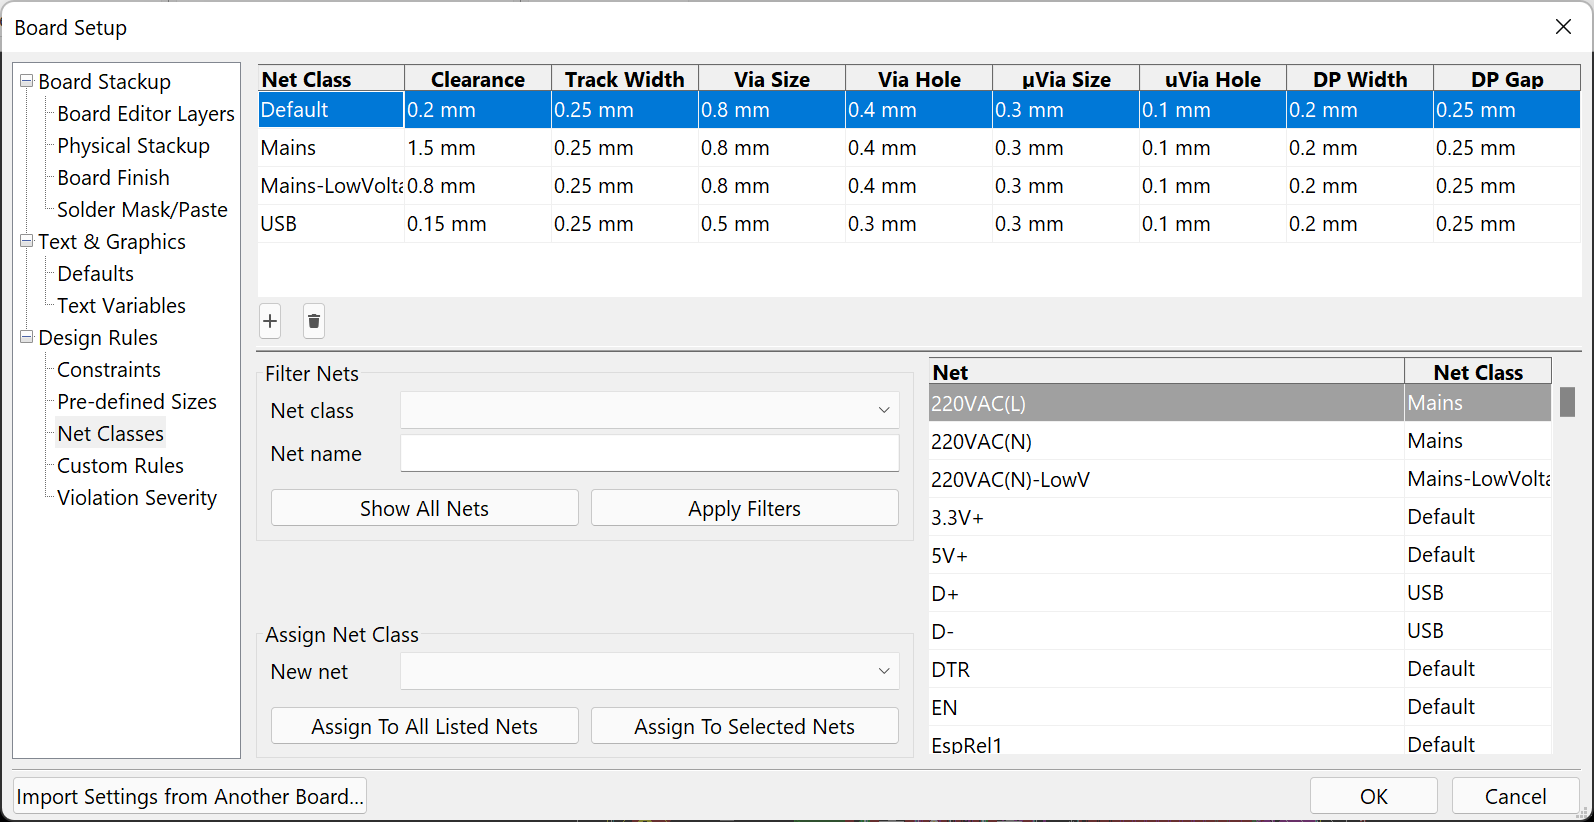 Board Setup
Board Stackup
Board Editor Layers
Physical Stackup
Board Finish
Solder Mask/Paste
Text & Graphics
Defaults
Text Variables
Design Rules
Constraints
Pre-defined Sizes
Net Classes
Custom Rules
Violation Severity
Net Class Clearance Track Width Via Size Via Hole µVia Size uVia Hole DP Width DP Gap
Default 0.2 mm 0.25 mm 0.8 mm 0.4 mm 0.3 mm 0.1 mm 0.2 mm 0.25 mm
Mains 1.5 mm 0.25 mm 0.8 mm 0.4 mm 0.3 mm 0.1 mm 0.2 mm 0.25 mm
Mains-LowVolta 0.8 mm 0.25 mm 0.8 mm 0.4 mm 0.3 mm 0.1 mm 0.2 mm 0.25 mm
USB 0.15 mm 0.25 mm 0.5 mm 0.3 mm 0.3 mm 0.1 mm 0.2 mm 0.25 mm
Filter Nets
Net class
Net name
Show All Nets Apply Filters
Assign Net Class
New net
Assign To All Listed Nets Assign To Selected Nets
Net Net Class
220VAC(L) Mains
220VAC(N) Mains
220VAC(N)-LowV Mains-LowVolta
3.3V+ Default
5V+ Default
D+ USB
D- USB
DTR Default
EN Default
EspRel1 Default
Import Settings from Another Board... OK Cancel